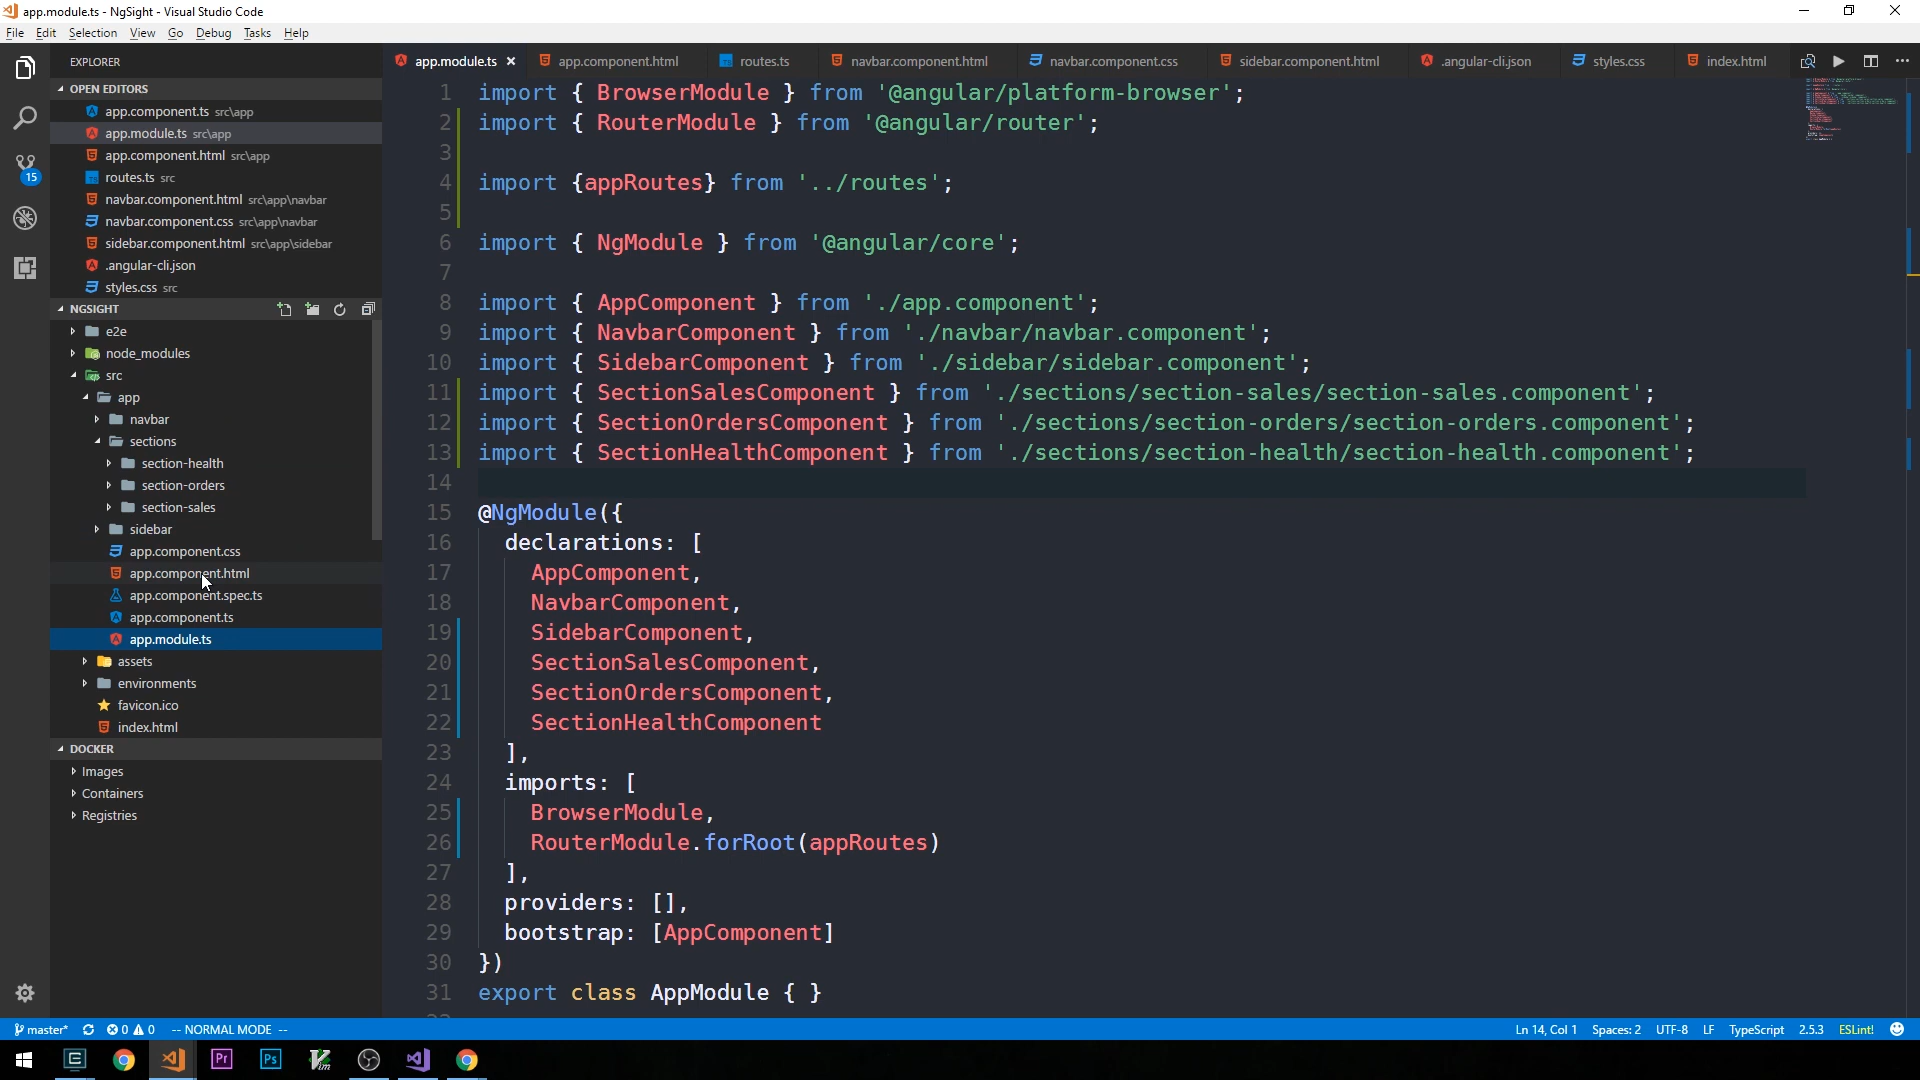 app.module.ts - NgSight - Visual Studio Code
File Edit Selection View Go Debug Tasks Help
EXPLORER
OPEN EDITORS
app.component.ts src\app
app.module.ts src\app
app.component.html src\app
routes.ts src
navbar.component.html src\app\navbar
navbar.component.css src\app\navbar
sidebar.component.html src\app\sidebar
.angular-cli.json
styles.css src
NGSIGHT
e2e
node_modules
src
app
navbar
sections
section-health
section-orders
section-sales
sidebar
app.component.css
app.component.html
app.component.spec.ts
app.component.ts
app.module.ts
assets
environments
favicon.ico
index.html
DOCKER
Images
Containers
Registries
15
app.module.ts app.component.html routes.ts navbar.component.html navbar.component.css sidebar.component.html .angular-cli.json styles.css index.html
1 import { BrowserModule } from '@angular/platform-browser';
2 import { RouterModule } from '@angular/router';
3
4 import {appRoutes} from '../routes';
5
6 import { NgModule } from '@angular/core';
7
8 import { AppComponent } from './app.component';
9 import { NavbarComponent } from './navbar/navbar.component';
10 import { SidebarComponent } from './sidebar/sidebar.component';
11 import { SectionSalesComponent } from './sections/section-sales/section-sales.component';
12 import { SectionOrdersComponent } from './sections/section-orders/section-orders.component';
13 import { SectionHealthComponent } from './sections/section-health/section-health.component';
14
15 @NgModule({
16 declarations: [
17 AppComponent,
18 NavbarComponent,
19 SidebarComponent,
20 SectionSalesComponent,
21 SectionOrdersComponent,
22 SectionHealthComponent
23 ],
24 imports: [
25 BrowserModule,
26 RouterModule.forRoot(appRoutes)
27 ],
28 providers: [],
29 bootstrap: [AppComponent]
30 })
31 export class AppModule { }
master* 0 0 -- NORMAL MODE -- Ln 14, Col 1 Spaces: 2 UTF-8 LF TypeScript 2.5.3 ESLint!
Pr Ps Vim